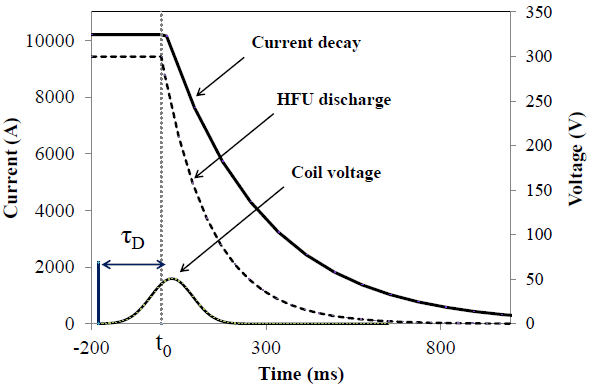 350
10000
300
Current decay
8000
250
HFU discharge
200
6000
Current (A)
Voltage (V)
Coil voltage
150
4000
τD
100
2000
50
0
0
-200
t0
300
800
Time (ms)